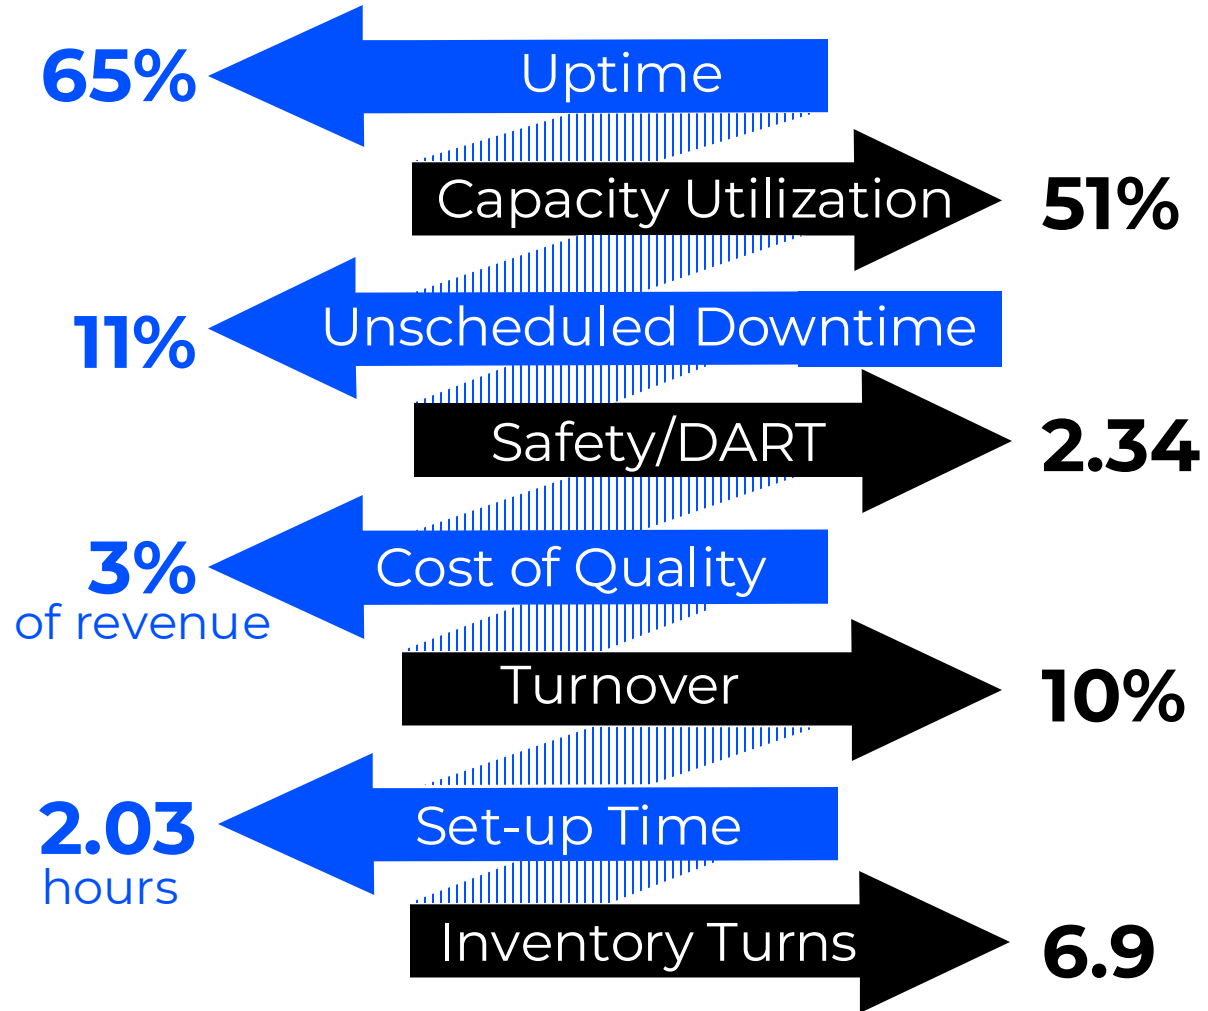 65%
Uptime
Capacity Utilization
51%
11%
Unscheduled Downtime
Safety/DART
2.34
3%
of revenue
Cost of Quality
Turnover
10%
2.03
hours
Set-up Time
Inventory Turns
6.9